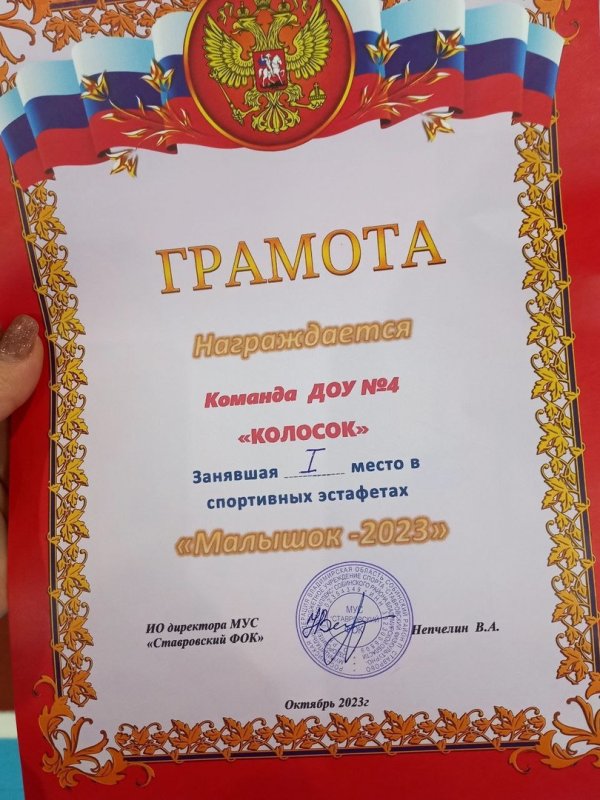 ГРАМОТА
Награждается
Команда ДОУ №4
«КОЛОСОК»
Занявшая I место в
спортивных эстафетах
«Малышок -2023»
ИО директора МУС
«Ставровский ФОК»
Непчелин В.А.
МУС
Октябрь 2023г